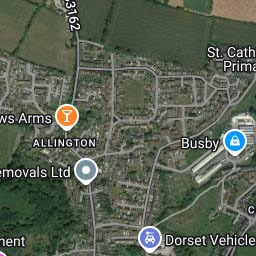 B3162
St. Cath
Prima
ws Arms
ALLINGTON
Busby
emovals Ltd
C
ment
Dorset Vehicle